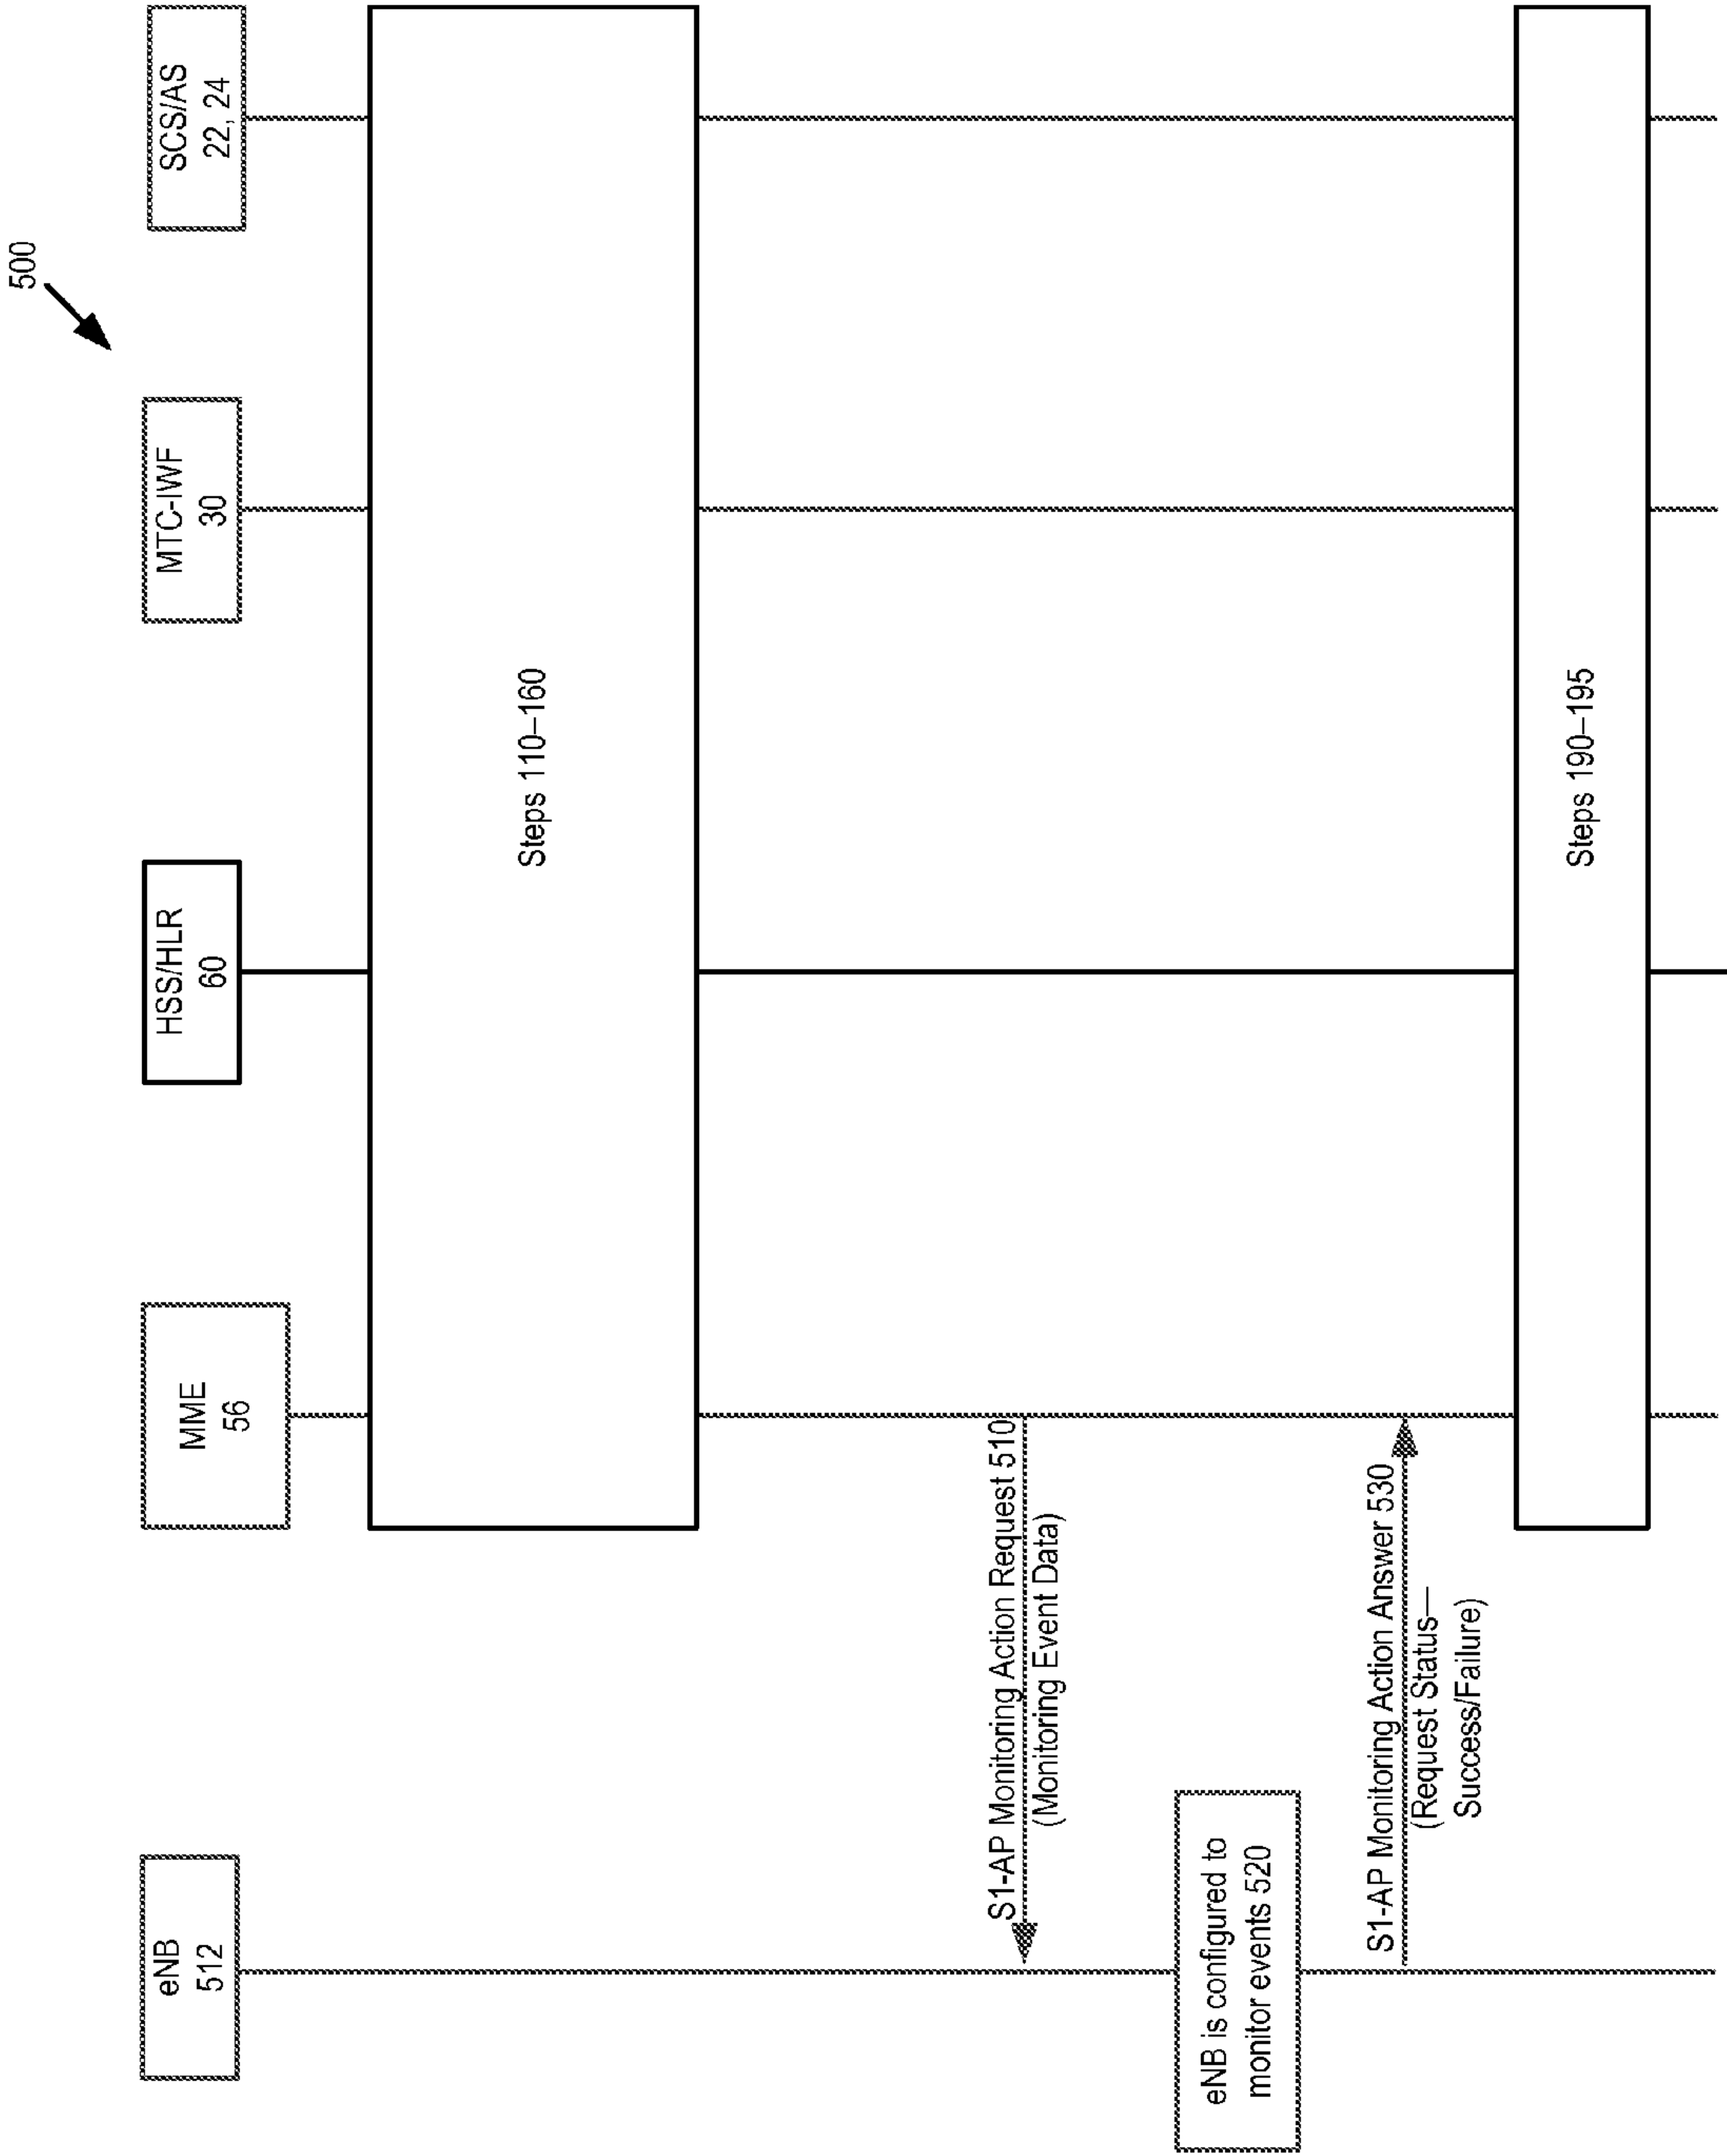 500
eNB
512
MME
56
HSS/HLR
60
MTC-IWF
30
SCS/AS
22, 24
Steps 110–160
S1-AP Monitoring Action Request 510
(Monitoring Event Data)
eNB is configured to
monitor events 520
S1-AP Monitoring Action Answer 530
(Request Status—
Success/Failure)
Steps 190–195